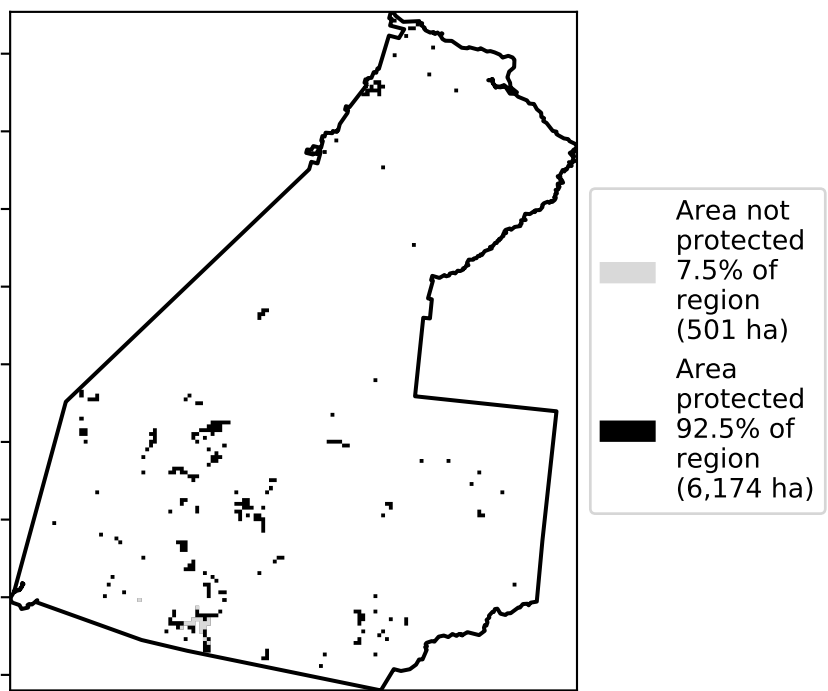 Area not
protected
7.5% of
region
(501 ha)
Area
protected
92.5% of
region
(6,174 ha)